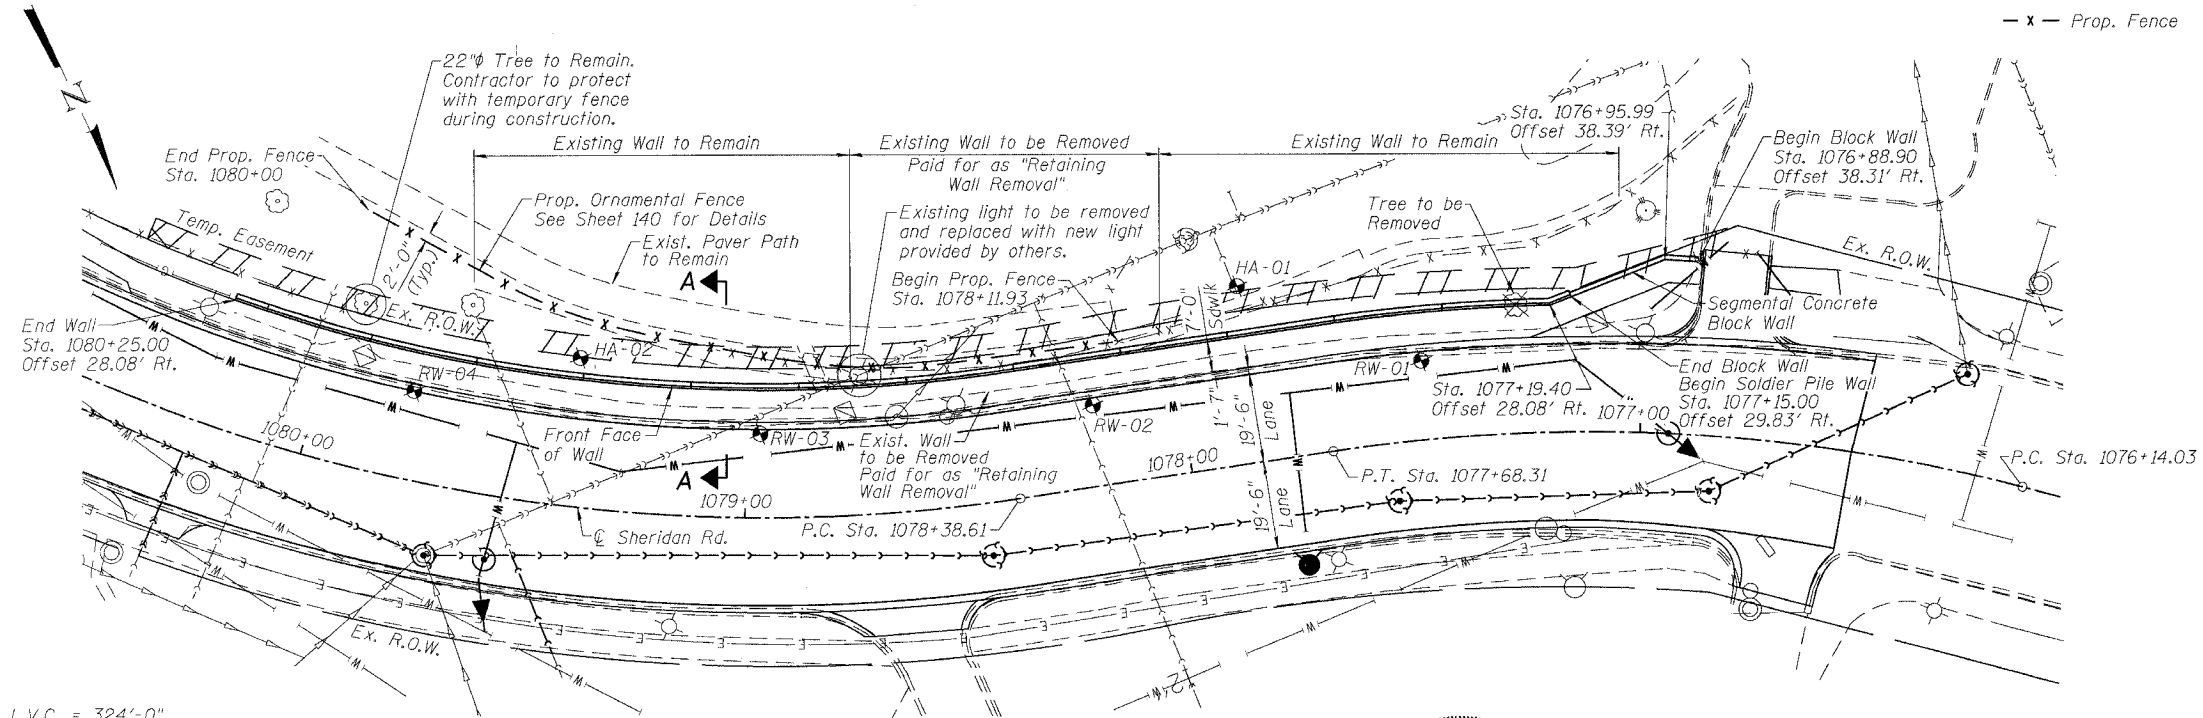 — x — Prop. Fence
22"φ Tree to Remain.
Contractor to protect
with temporary fence
during construction.
End Prop. Fence
Sta. 1080+00
Existing Wall to Remain
Existing Wall to be Removed
Paid for as "Retaining
Wall Removal"
Existing Wall to Remain
Sta. 1076+95.99
Offset 38.39' Rt.
Begin Block Wall
Sta. 1076+88.90
Offset 38.31' Rt.
N
Temp. Easement
Prop. Ornamental Fence
See Sheet 140 for Details
Exist. Paver Path
to Remain
2'-0"
(Typ.)
Existing light to be removed
and replaced with new light
provided by others.
Tree to be
Removed
Ex. R.O.W.
A
Begin Prop. Fence
Sta. 1078+11.93
HA-01
7'-0"
Swlk
Segmental Concrete
Block Wall
End Wall
Sta. 1080+25.00
Offset 28.08' Rt.
Ex. R.O.W.
HA-02
RW-04
RW-01
Sta. 1077+19.40
Offset 28.08' Rt.
End Block Wall
Begin Soldier Pile Wall
Sta. 1077+15.00
Offset 29.83' Rt.
1077+00
1080+00
Front Face
of Wall
RW-03
Exist. Wall
to be Removed
Paid for as "Retaining
Wall Removal"
RW-02
1'-7"
19'-6"
Lane
1078+00
P.T. Sta. 1077+68.31
P.C. Sta. 1076+14.03
A
1079+00
℄ Sheridan Rd.
P.C. Sta. 1078+38.61
19'-6"
Lane
Ex. R.O.W.
12"W
L.V.C. = 324'-0"